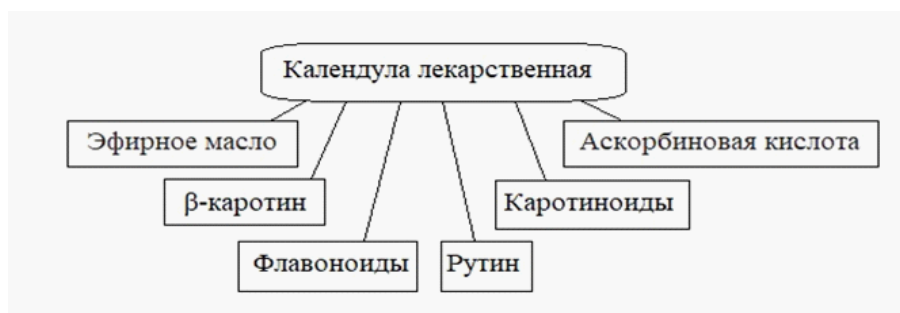 Календула лекарственная
Эфирное масло
Аскорбиновая кислота
β-каротин
Каротиноиды
Флавоноиды
Рутин